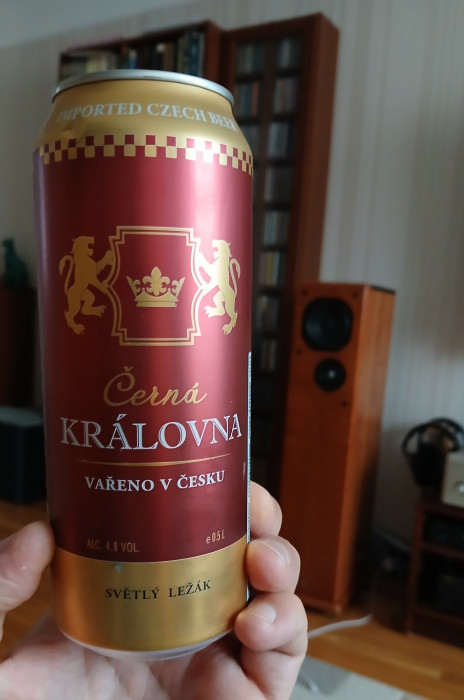 IMPORTED CZECH BEER
Černá
KRÁLOVNA
VAŘENO V ČESKU
ALC. 4.8 VOL. e 0.5 L
SVĚTLÝ LEŽÁK